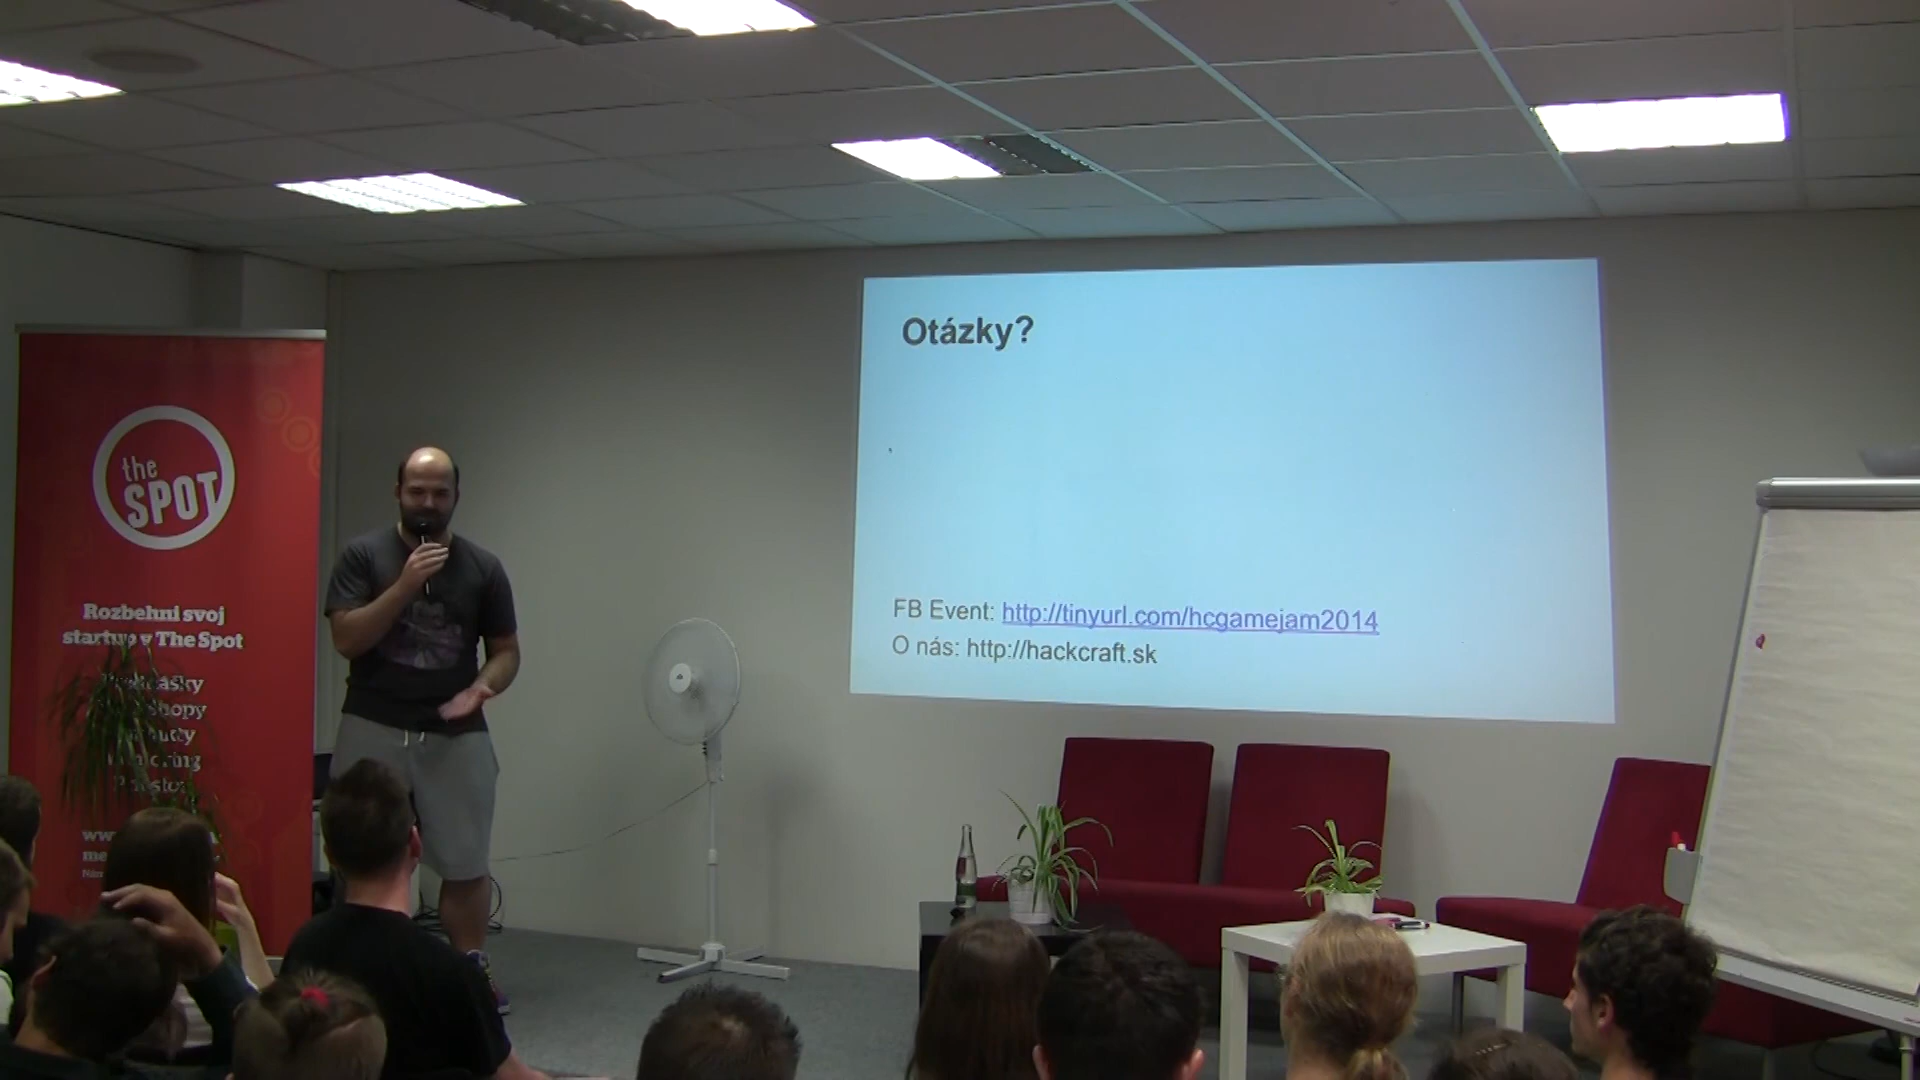 the
SPOT
Rozbehni svoj
startup v The Spot
Otázky?
FB Event: http://tinyurl.com/hcgamejam2014
O nás: http://hackcraft.sk